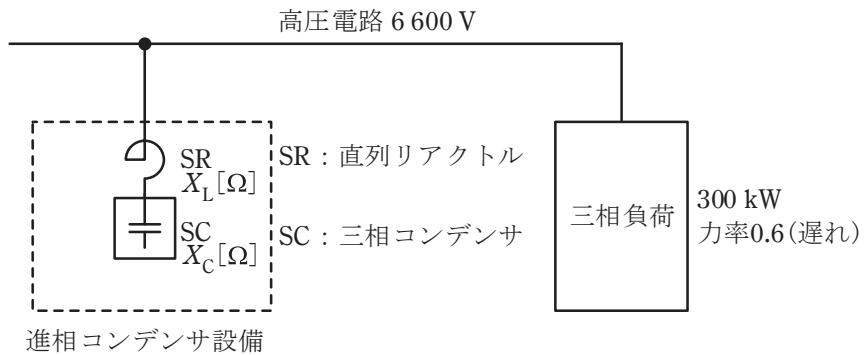 高圧電路 6 600 V
SR
X_L[Ω]
SR：直列リアクトル
SC
X_C[Ω]
SC：三相コンデンサ
進相コンデンサ設備
三相負荷
300 kW
力率0.6(遅れ)